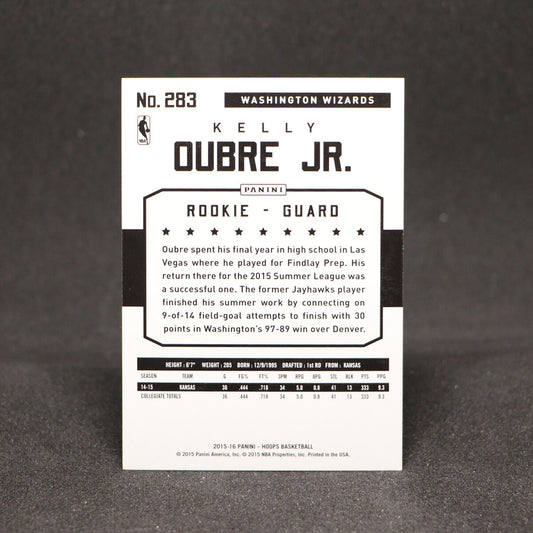 No. 283
WASHINGTON WIZARDS
NBA
KELLY
OUBRE JR.
PANINI
ROOKIE - GUARD
Oubre spent his final year in high school in Las
Vegas where he played for Findlay Prep. His
return there for the 2015 Summer League was
a successful one. The former Jayhawks player
finished his summer work by connecting on
9-of-14 field-goal attempts to finish with 30
points in Washington's 97-89 win over Denver.
HEIGHT: 6'7" WEIGHT: 205 BORN: 12/9/1995 DRAFTED: 1st RD FROM: KANSAS
SEASON TEAM G FG% FT% 3PM RPG APG STL BLK PTS PPG
14-15 KANSAS 36 .444 .718 34 5.0 0.8 41 13 333 9.3
COLLEGIATE TOTALS 36 .444 .718 34 5.0 0.8 41 13 333 9.3
2015-16 PANINI - HOOPS BASKETBALL
© 2015 Panini America, Inc. © 2015 NBA Properties, Inc. Printed in the USA.